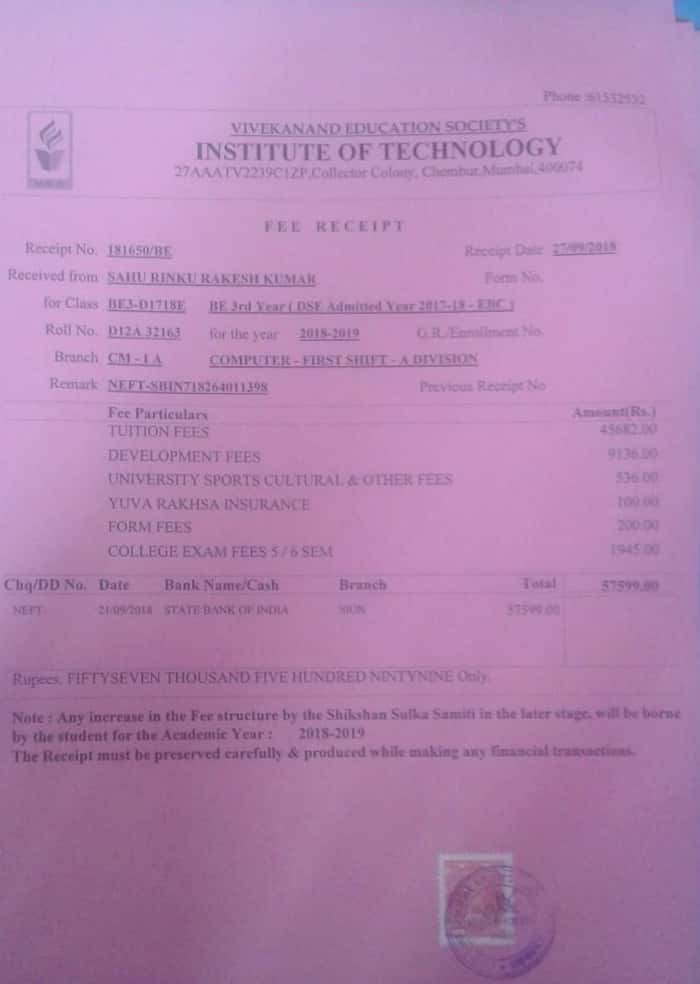 Phone :61532532
VIVEKANAND EDUCATION SOCIETY'S
INSTITUTE OF TECHNOLOGY
27AAATV2239C1ZP,Collector Colony, Chembur,Mumbai,400074
FEE RECEIPT
Receipt No. 181650/BE Receipt Date 27/09/2018
Received from SAHU RINKU RAKESH KUMAR Form No.
for Class BE3-D1718E BE 3rd Year ( DSE Admitted Year 2017-18 - EBC )
Roll No. D12A 32163 for the year 2018-2019 G.R./Enrollment No.
Branch CM - I A COMPUTER - FIRST SHIFT - A DIVISION
Remark NEFT-SBIN718264011398 Previous Receipt No
Fee Particulars Amount(Rs.)
TUITION FEES 45682.00
DEVELOPMENT FEES 9136.00
UNIVERSITY SPORTS CULTURAL & OTHER FEES 536.00
YUVA RAKHSA INSURANCE 100.00
FORM FEES 200.00
COLLEGE EXAM FEES 5 / 6 SEM 1945.00
Chq/DD No. Date Bank Name/Cash Branch Total 57599.00
NEFT 21/09/2018 STATE BANK OF INDIA SION 57599.00
Rupees. FIFTYSEVEN THOUSAND FIVE HUNDRED NINTYNINE Only.
Note : Any increase in the Fee structure by the Shikshan Sulka Samiti in the later stage, will be borne
by the student for the Academic Year : 2018-2019
The Receipt must be preserved carefully & produced while making any financial transactions.